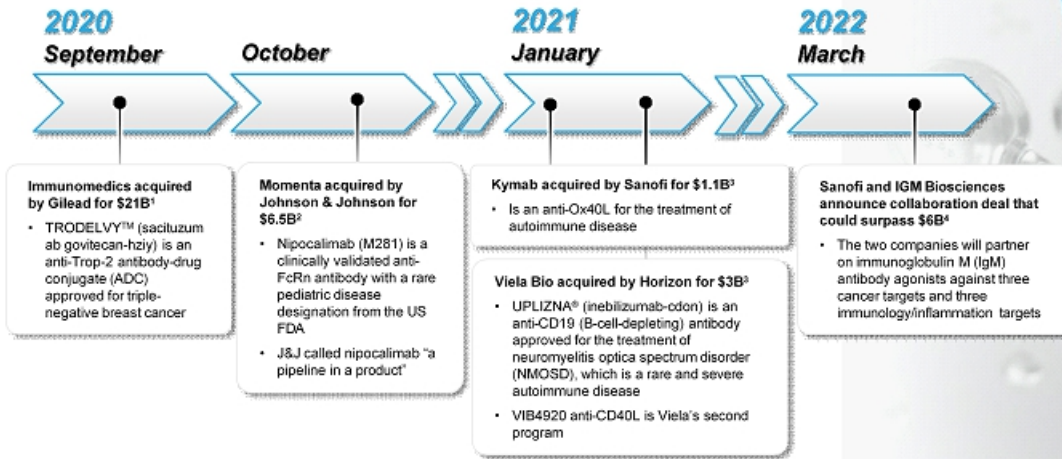 2020
September
October
2021
January
2022
March
Immunomedics acquired
by Gilead for $21B¹
• TRODELVY™ (sacituzum
ab govitecan-hziy) is an
anti-Trop-2 antibody-drug
conjugate (ADC)
approved for triple-
negative breast cancer
Momenta acquired by
Johnson & Johnson for
$6.5B²
• Nipocalimab (M281) is a
clinically validated anti-
FcRn antibody with a rare
pediatric disease
designation from the US
FDA
• J&J called nipocalimab “a
pipeline in a product”
Kymab acquired by Sanofi for $1.1B³
• Is an anti-Ox40L for the treatment of
autoimmune disease
Viela Bio acquired by Horizon for $3B³
• UPLIZNA® (inebilizumab-cdon) is an
anti-CD19 (B-cell-depleting) antibody
approved for the treatment of
neuromyelitis optica spectrum disorder
(NMOSD), which is a rare and severe
autoimmune disease
• VIB4920 anti-CD40L is Viela’s second
program
Sanofi and IGM Biosciences
announce collaboration deal that
could surpass $6B⁴
• The two companies will partner
on immunoglobulin M (IgM)
antibody agonists against three
cancer targets and three
immunology/inflammation targets